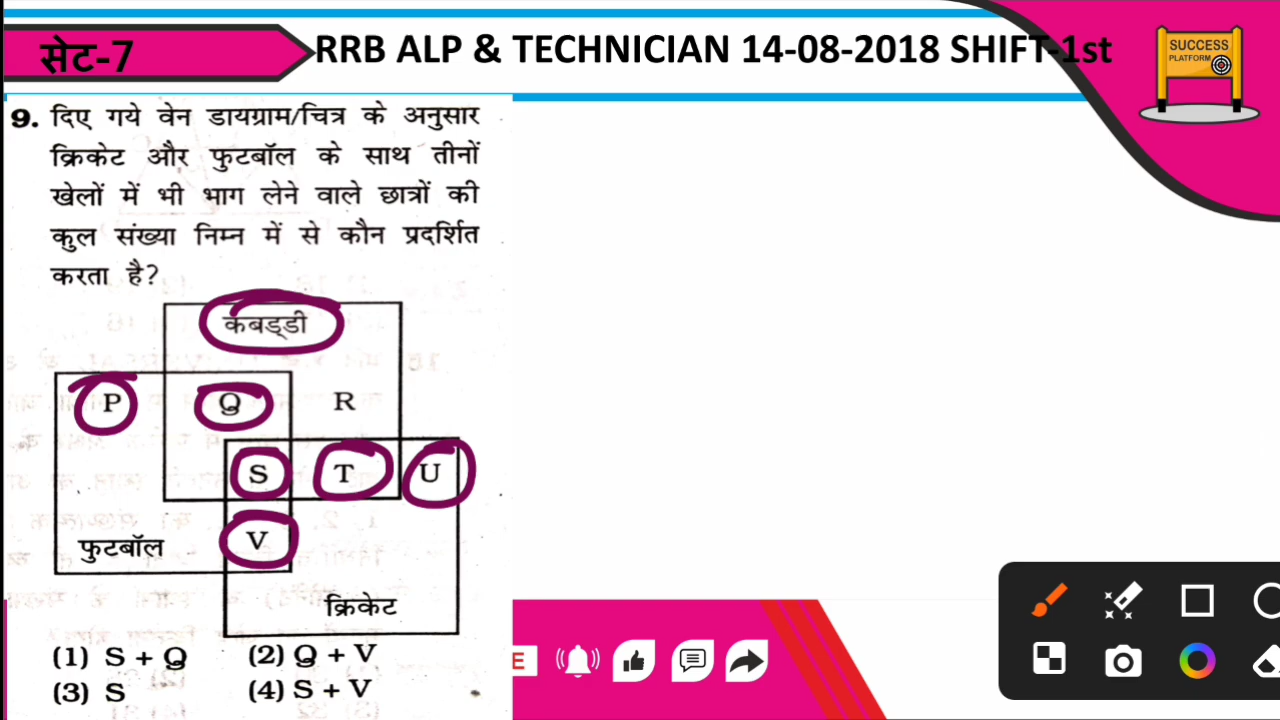 सेट-7
RRB ALP & TECHNICIAN 14-08-2018 SHIFT-1st
SUCCESS
PLATFORM
9. दिए गये वेन डायग्राम/चित्र के अनुसार
क्रिकेट और फुटबॉल के साथ तीनों
खेलों में भी भाग लेने वाले छात्रों की
कुल संख्या निम्न में से कौन प्रदर्शित
करता है?
कबड्डी
P Q R
S T U
फुटबॉल V
क्रिकेट
(1) S + Q (2) Q + V
(3) S (4) S + V
E